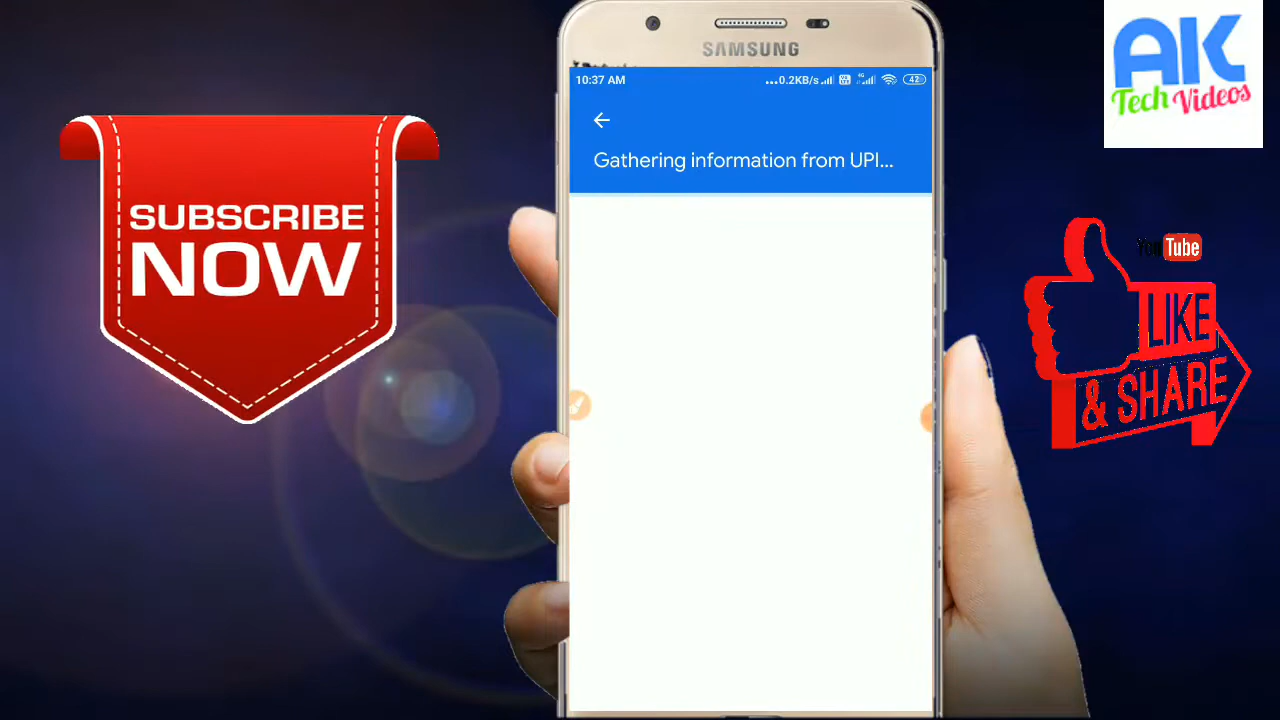 SUBSCRIBE
NOW
SAMSUNG
10:37 AM
...0.2KB/s
42
Gathering information from UPI...
AK
Tech Videos
YouTube
LIKE
& SHARE